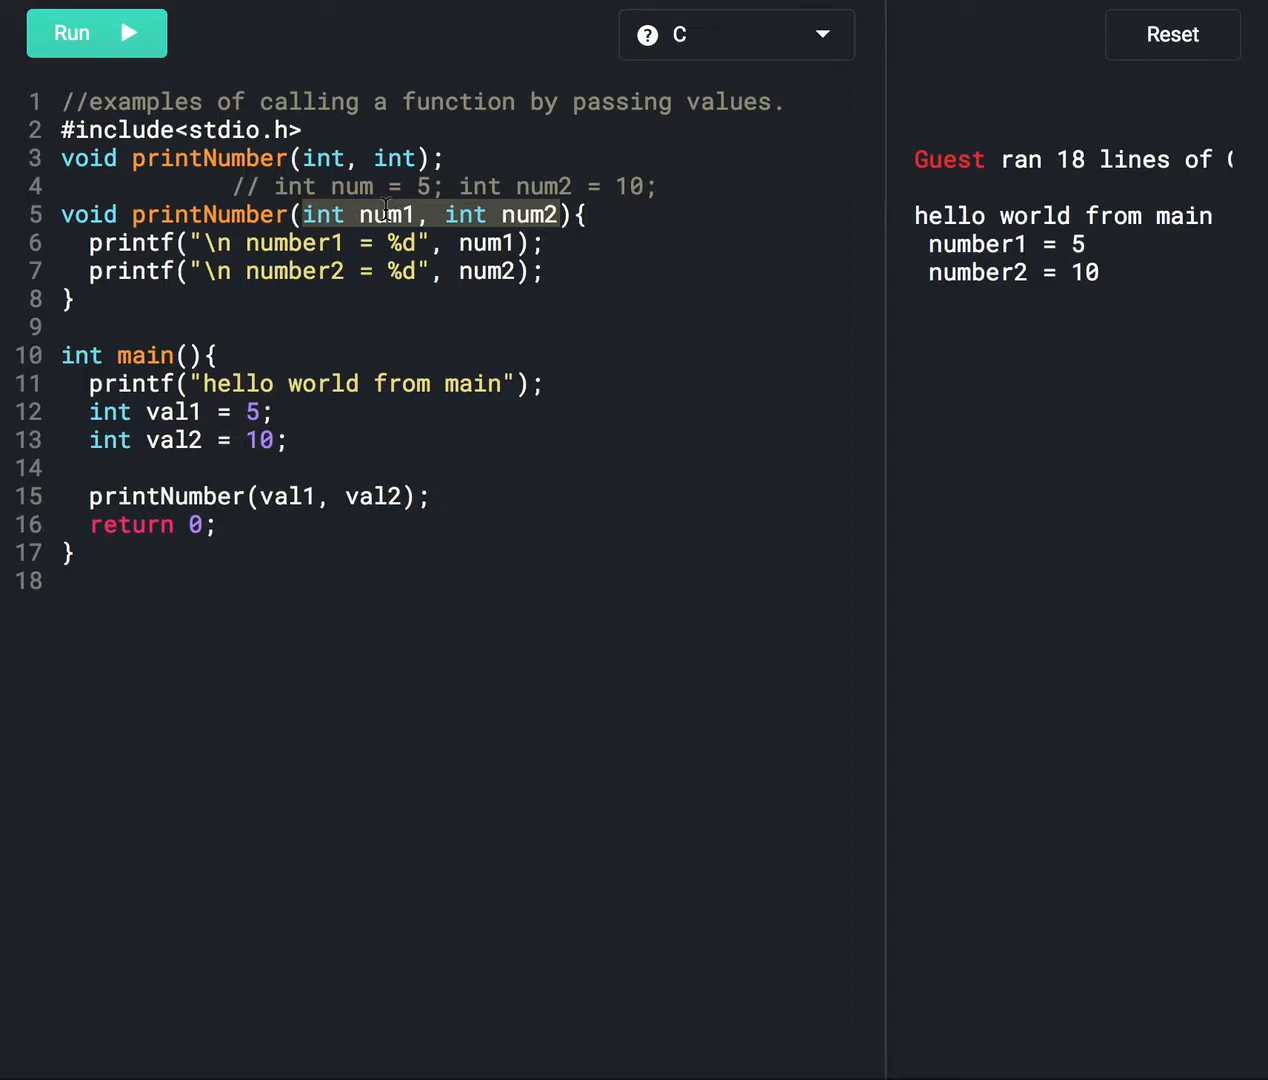 Run
C
Reset
1 //examples of calling a function by passing values.
2 #include<stdio.h>
3 void printNumber(int, int);
4 // int num = 5; int num2 = 10;
5 void printNumber(int num1, int num2){
6 printf("\n number1 = %d", num1);
7 printf("\n number2 = %d", num2);
8 }
9
10 int main(){
11 printf("hello world from main");
12 int val1 = 5;
13 int val2 = 10;
14
15 printNumber(val1, val2);
16 return 0;
17 }
18
Guest ran 18 lines of
hello world from main
number1 = 5
number2 = 10